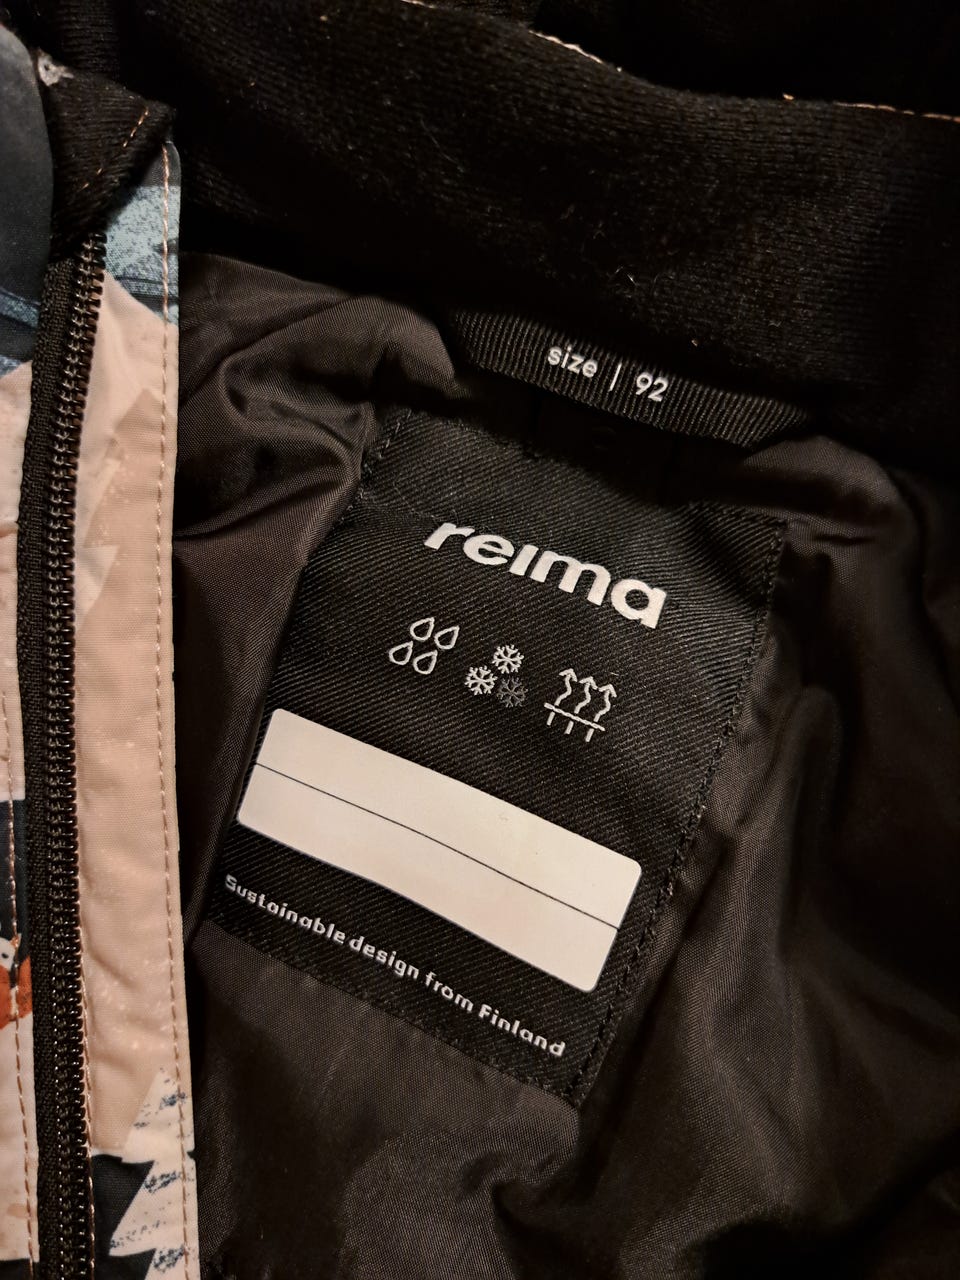 size | 92
reima
Sustainable design from Finland